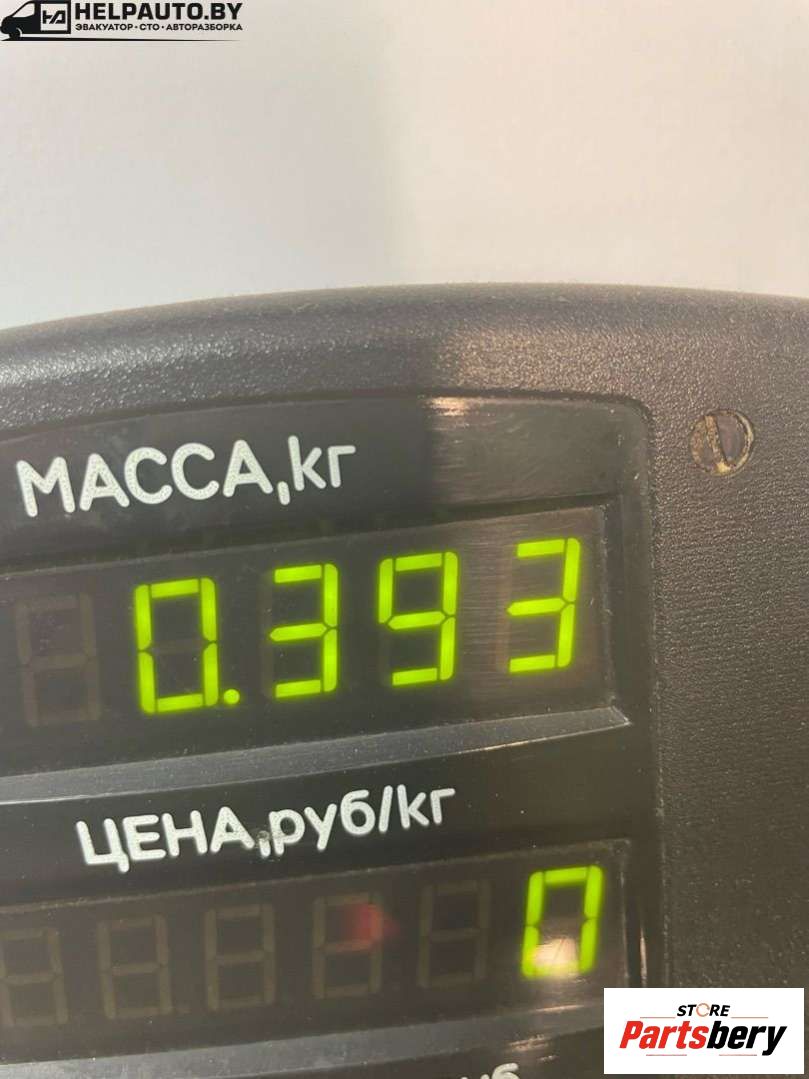 HELPAUTO.BY
ЭВАКУАТОР•СТО•АВТОРАЗБОРКА
МАССА,кг
0.393
ЦЕНА,руб/кг
0
STORE
Partsbery